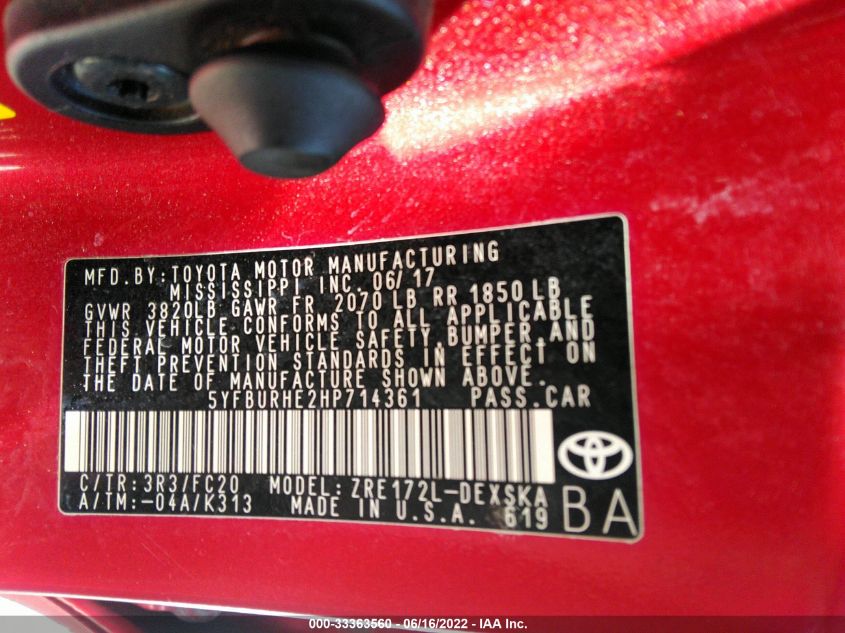 MFD.BY:TOYOTA MOTOR MANUFACTURING
MISSISSIPPI INC. 06/17
GVWR 3820LB GAWR FR 2070 LB RR 1850 LB
THIS VEHICLE CONFORMS TO ALL APPLICABLE
FEDERAL MOTOR VEHICLE SAFETY,BUMPER,AND
THEFT PREVENTION STANDARDS IN EFFECT ON
THE DATE OF MANUFACTURE SHOWN ABOVE.
5YFBURHE2HP714361 PASS.CAR
C/TR:3R3/FC20 MODEL:ZRE172L-DEXSKA
A/TM:-04A/K313 MADE IN U.S.A. 619
BA
000-33363560 - 06/16/2022 - IAA Inc.